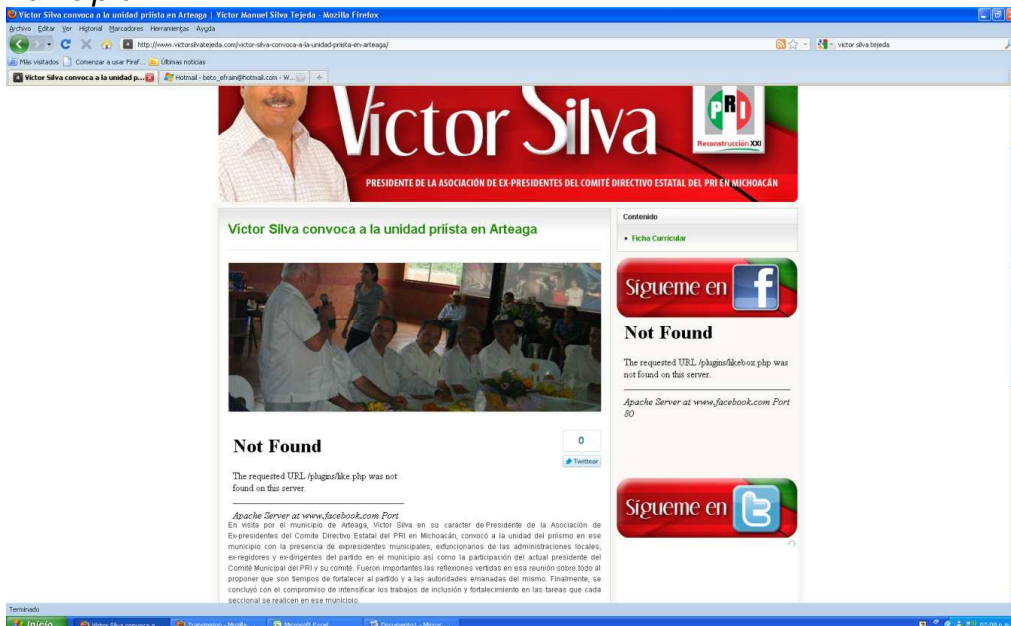 Víctor Silva convoca a la unidad priísta en Arteaga | Víctor Manuel Silva Tejeda - Mozilla Firefox
Archivo Editar Ver Historial Marcadores Herramientas Ayuda
http://www.victorsilvatejeda.com/victor-silva-convoca-a-la-unidad-priista-en-arteaga/
victor silva tejeda
Más visitados Comenzar a usar Firef... Últimas noticias
Víctor Silva convoca a la unidad p... Hotmail - beto_efrain@hotmail.com - W...
Víctor Silva
PRI
Reconstrucción XXI
PRESIDENTE DE LA ASOCIACIÓN DE EX-PRESIDENTES DEL COMITÉ DIRECTIVO ESTATAL DEL PRI EN MICHOACÁN
Víctor Silva convoca a la unidad priísta en Arteaga
Not Found
The requested URL /plugins/like.php was not
found on this server.
Apache Server at www.facebook.com Port
0
Twittear
En visita por el municipio de Arteaga, Víctor Silva en su caracter de Presidente de la Asociación de
Ex-presidentes del Comite Directivo Estatal del PRI en Michoacán, convocó a la unidad del priismo en ese
municipio con la presencia de expresidentes municipales, exfuncionarios de las administraciones locales,
ex-regidores y ex-dirigentes del partido en el municipio así como la participación del actual presidente del
Comité Municipal del PRI y su comité. Fueron importantes las reflexiones vertidas en esa reunión sobre todo al
proponer que son tiempos de fortalecer al partido y a las autoridades emanadas del mismo. Finalmente, se
concluyó con el compromiso de intensificar los trabajos de inclusión y fortalecimiento en las tareas que cada
seccional se realicen en ese municipio.
Contenido
Ficha Curricular
Sígueme en
Not Found
The requested URL /plugins/likebox.php was
not found on this server.
Apache Server at www.facebook.com Port
80
Sígueme en
Terminado
Inicio Víctor Silva convoca a ... Transmision - Mozilla... Microsoft Excel Documento1 - Micros...
02:09 p.m.